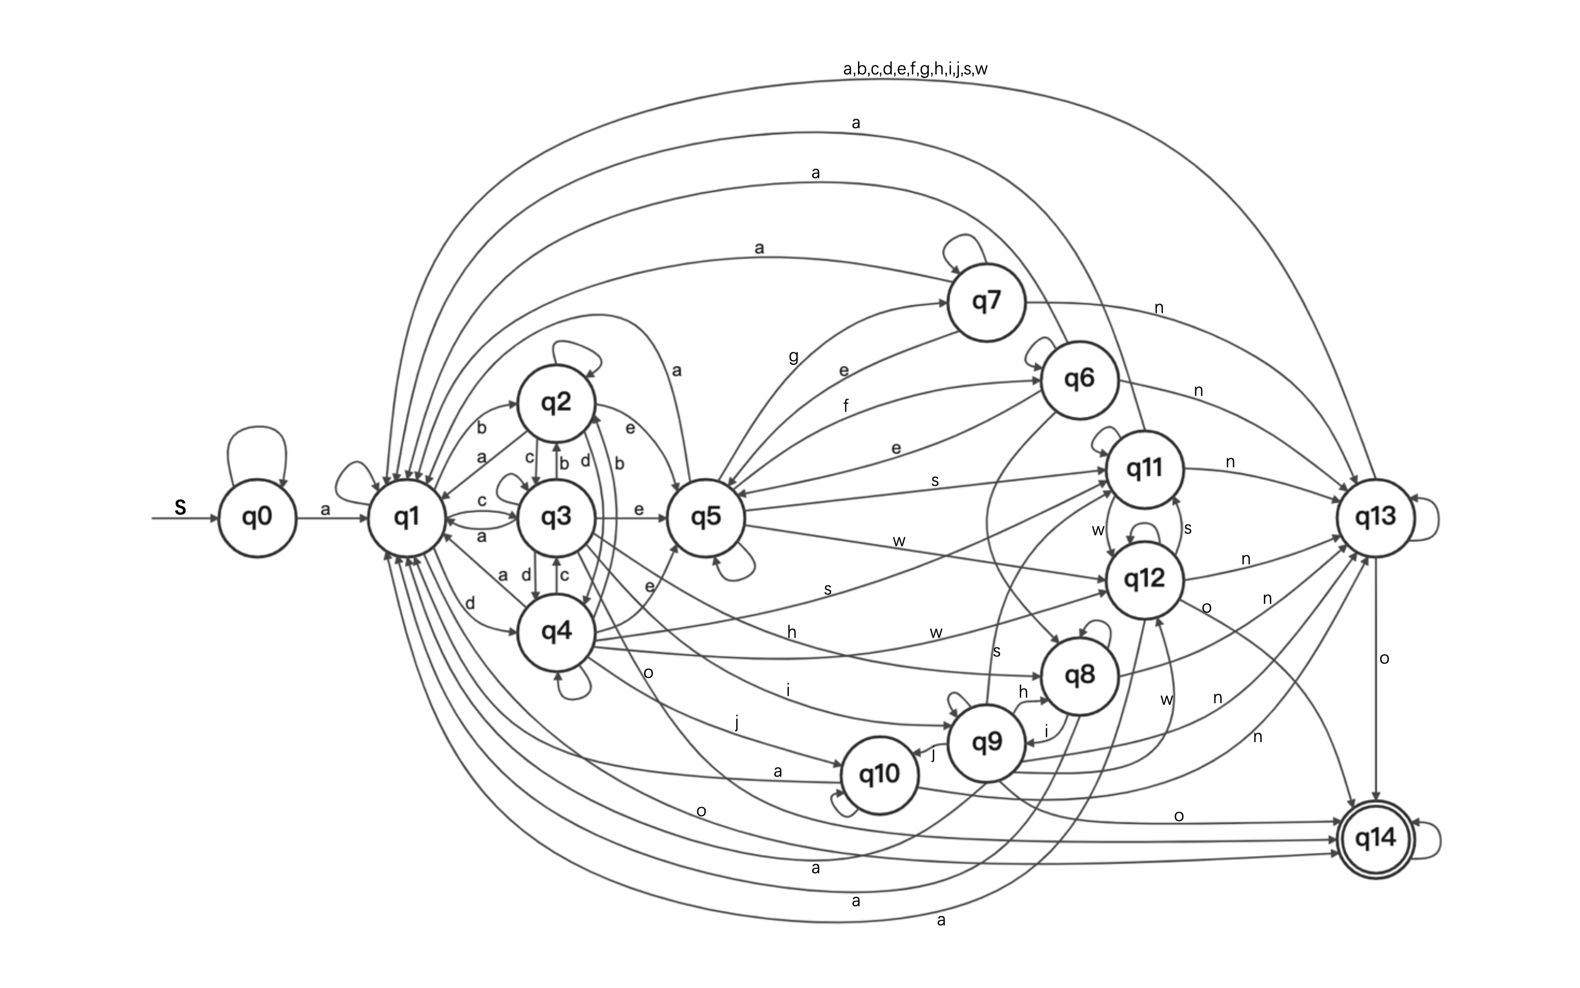 a,b,c,d,e,f,g,h,i,j,s,w
a
a
a
q7
n
g
a
e
q6
n
f
q2
b
e
a
c
b
d
b
e
q11
n
s
S
q0
a
q1
c
a
q3
e
q5
w
w
s
q13
n
q12
a
d
c
e
s
n
o
d
q4
h
w
s
o
q8
o
i
h
w
n
j
i
q9
j
n
a
q10
o
o
q14
a
a
a